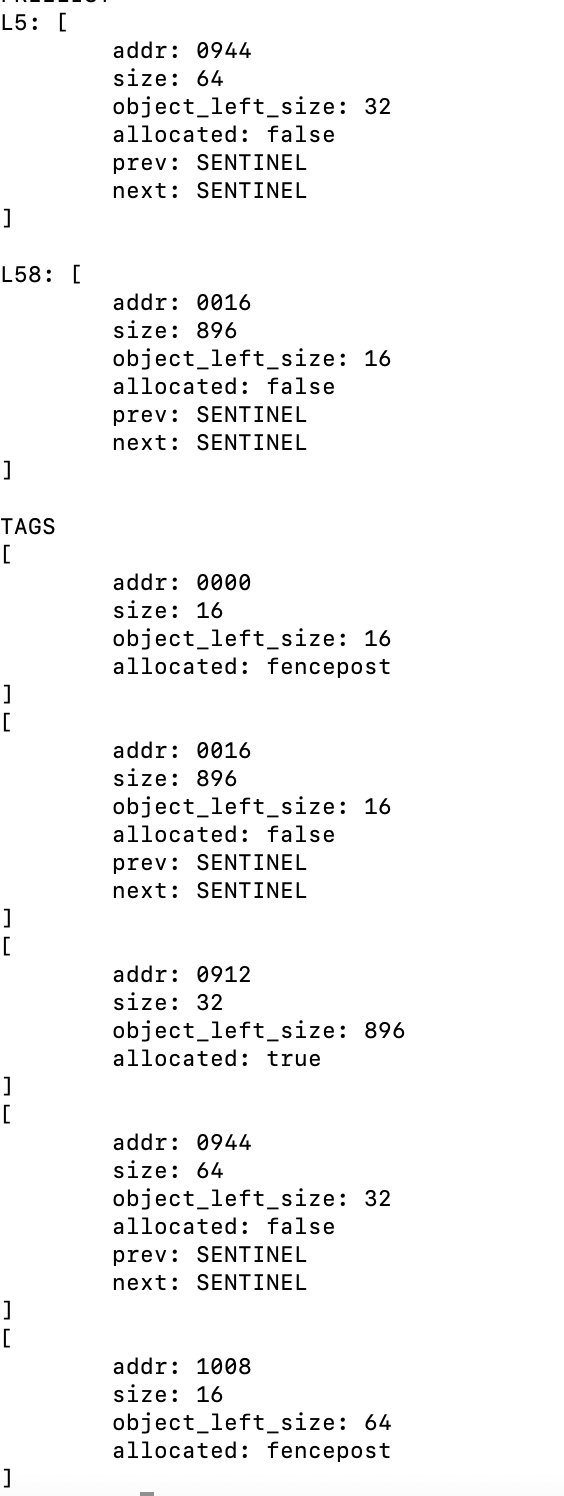 L5: [
addr: 0944
size: 64
object_left_size: 32
allocated: false
prev: SENTINEL
next: SENTINEL
]
L58: [
addr: 0016
size: 896
object_left_size: 16
allocated: false
prev: SENTINEL
next: SENTINEL
]
TAGS
[
addr: 0000
size: 16
object_left_size: 16
allocated: fencepost
]
[
addr: 0016
size: 896
object_left_size: 16
allocated: false
prev: SENTINEL
next: SENTINEL
]
[
addr: 0912
size: 32
object_left_size: 896
allocated: true
]
[
addr: 0944
size: 64
object_left_size: 32
allocated: false
prev: SENTINEL
next: SENTINEL
]
[
addr: 1008
size: 16
object_left_size: 64
allocated: fencepost
]